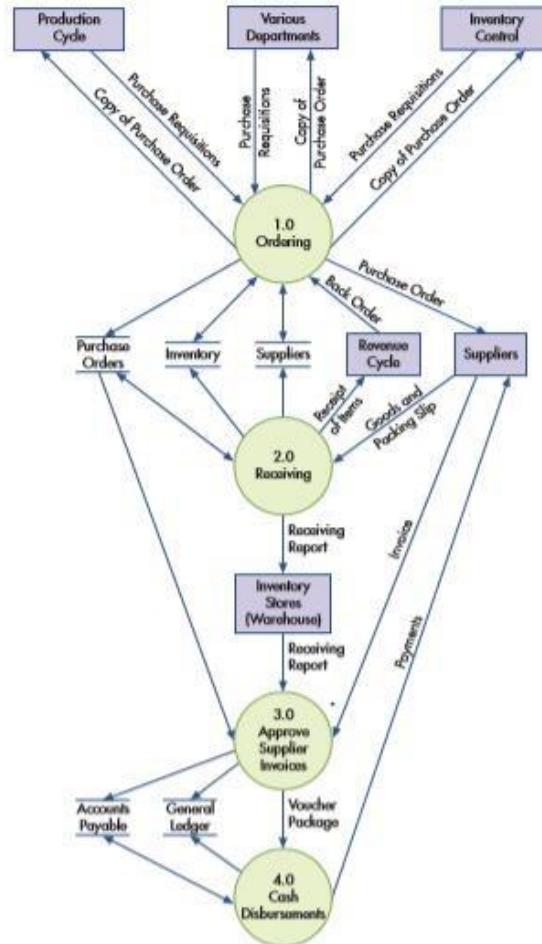 Production
Cycle
Various
Departments
Inventory
Control
Purchase Requisitions
Copy of Purchase Order
Purchase
Requisitions
Copy of
Purchase Order
Purchase Requisitions
Copy of Purchase Order
1.0
Ordering
Purchase Order
Back Order
Purchase
Orders
Inventory
Suppliers
Revenue
Cycle
Suppliers
Receipt
of Items
Goods and
Packing Slip
2.0
Receiving
Receiving
Report
Invoice
Inventory
Stores
(Warehouse)
Payments
Receiving
Report
3.0
Approve
Supplier
Invoices
Accounts
Payable
General
Ledger
Voucher
Package
4.0
Cash
Disbursements